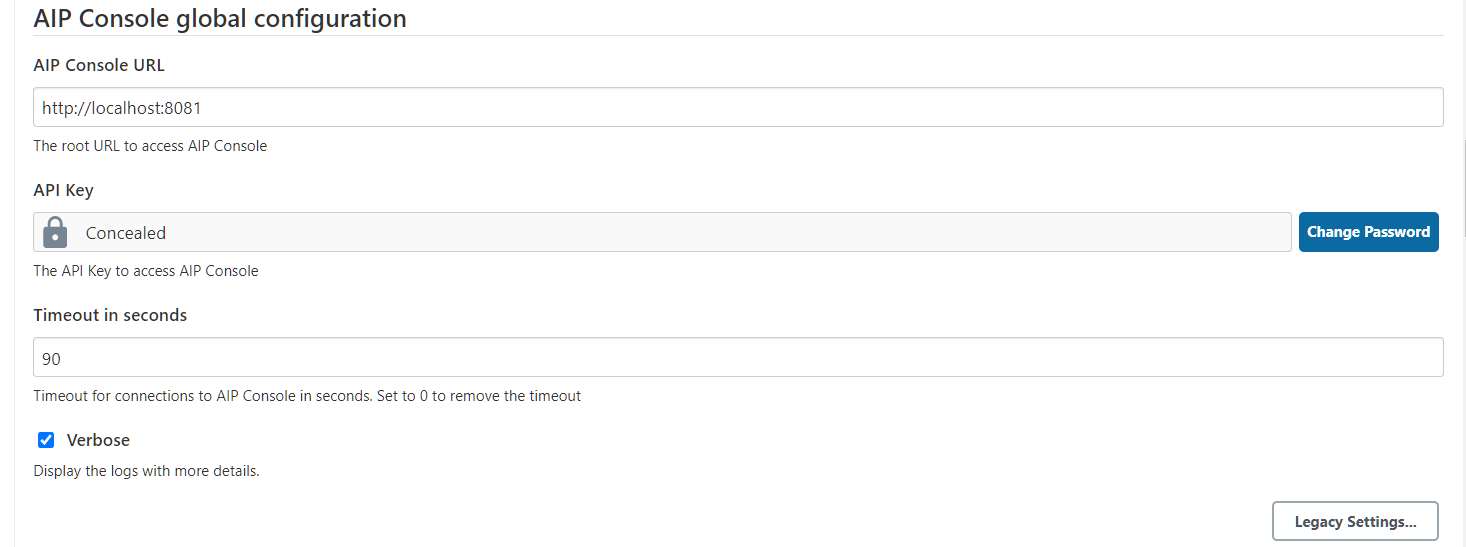 AIP Console global configuration
AIP Console URL
http://localhost:8081
The root URL to access AIP Console
API Key
Concealed
Change Password
The API Key to access AIP Console
Timeout in seconds
90
Timeout for connections to AIP Console in seconds. Set to 0 to remove the timeout
Verbose
Display the logs with more details.
Legacy Settings...